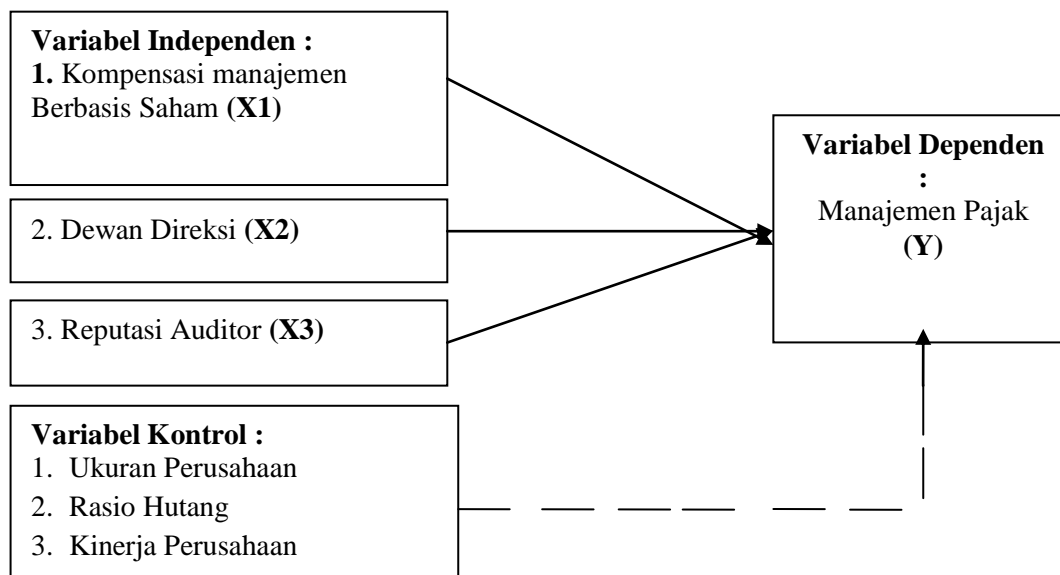 Variabel Independen :
1. Kompensasi manajemen
Berbasis Saham (X1)
2. Dewan Direksi (X2)
3. Reputasi Auditor (X3)
Variabel Kontrol :
1. Ukuran Perusahaan
2. Rasio Hutang
3. Kinerja Perusahaan
Variabel Dependen
:
Manajemen Pajak
(Y)